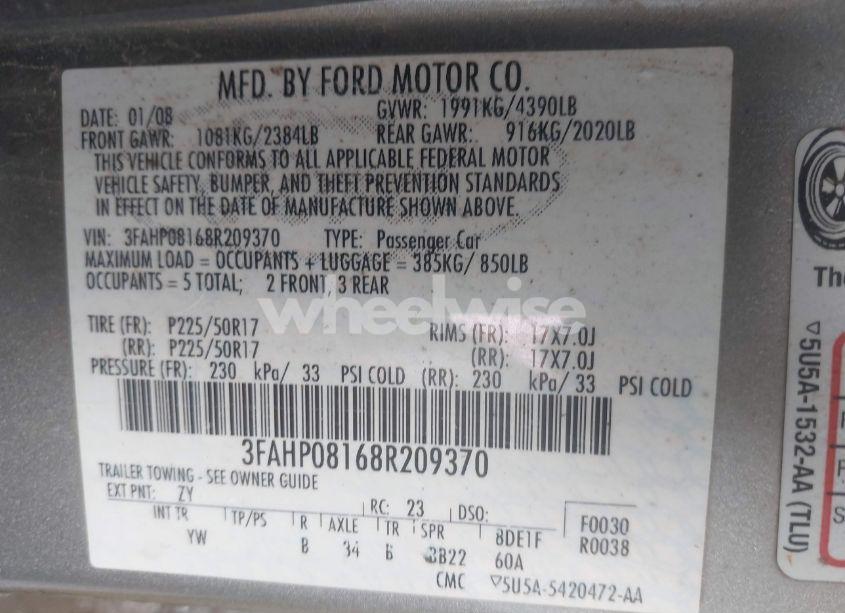 MFD. BY FORD MOTOR CO.
DATE: 01/08 GVWR: 1991KG/4390LB
FRONT GAWR: 1081KG/2384LB REAR GAWR: 916KG/2020LB
THIS VEHICLE CONFORMS TO ALL APPLICABLE FEDERAL MOTOR
VEHICLE SAFETY, BUMPER, AND THEFT PREVENTION STANDARDS
IN EFFECT ON THE DATE OF MANUFACTURE SHOWN ABOVE.
VIN: 3FAHP08168R209370 TYPE: Passenger Car
MAXIMUM LOAD = OCCUPANTS + LUGGAGE = 385KG/ 850LB
OCCUPANTS = 5 TOTAL; 2 FRONT, 3 REAR
wheelwise
TIRE (FR): P225/50R17 RIMS (FR): 17X7.0J
(RR): P225/50R17 (RR): 17X7.0J
PRESSURE (FR): 230 kPa/ 33 PSI COLD (RR): 230 kPa/ 33 PSI COLD
3FAHP08168R209370
TRAILER TOWING - SEE OWNER GUIDE
EXT PNT: ZY RC: 23 DSO: F0030
INT TR TP/PS R AXLE TR SPR 8DE1F R0038
YW B 34 6 BB22 60A
CMC ▽5U5A-5420472-AA
The
▽5U5A-1532-AA (TLU)
F
S